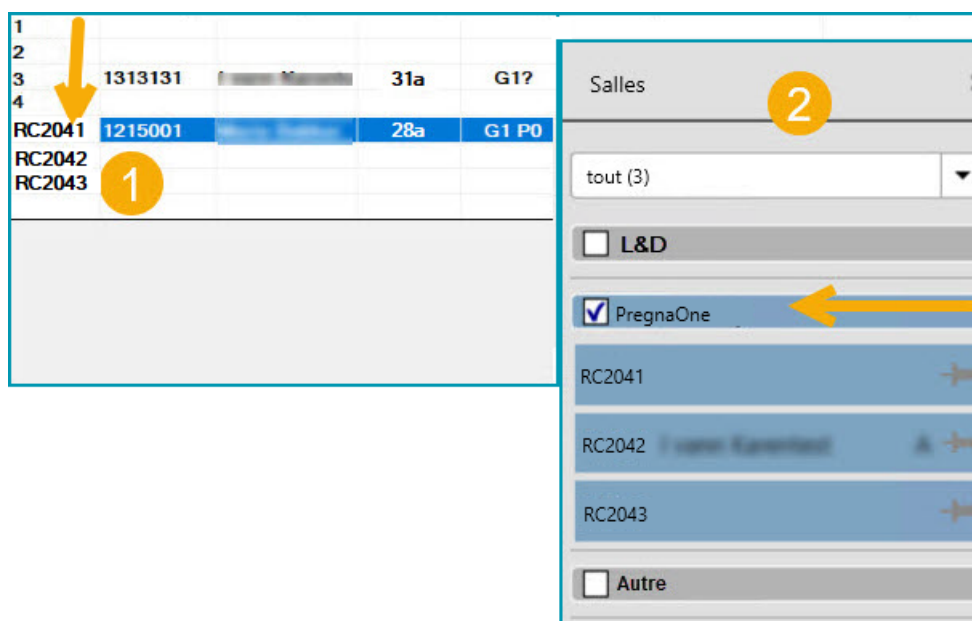 1
2
3 1313131 31a G1?
4
RC2041 1215001 28a G1 P0
RC2042
RC2043
1
Salles
2
tout (3)
L&D
PregnaOne
RC2041
RC2042 A
RC2043
Autre